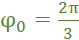 φ₀ = 2π/3